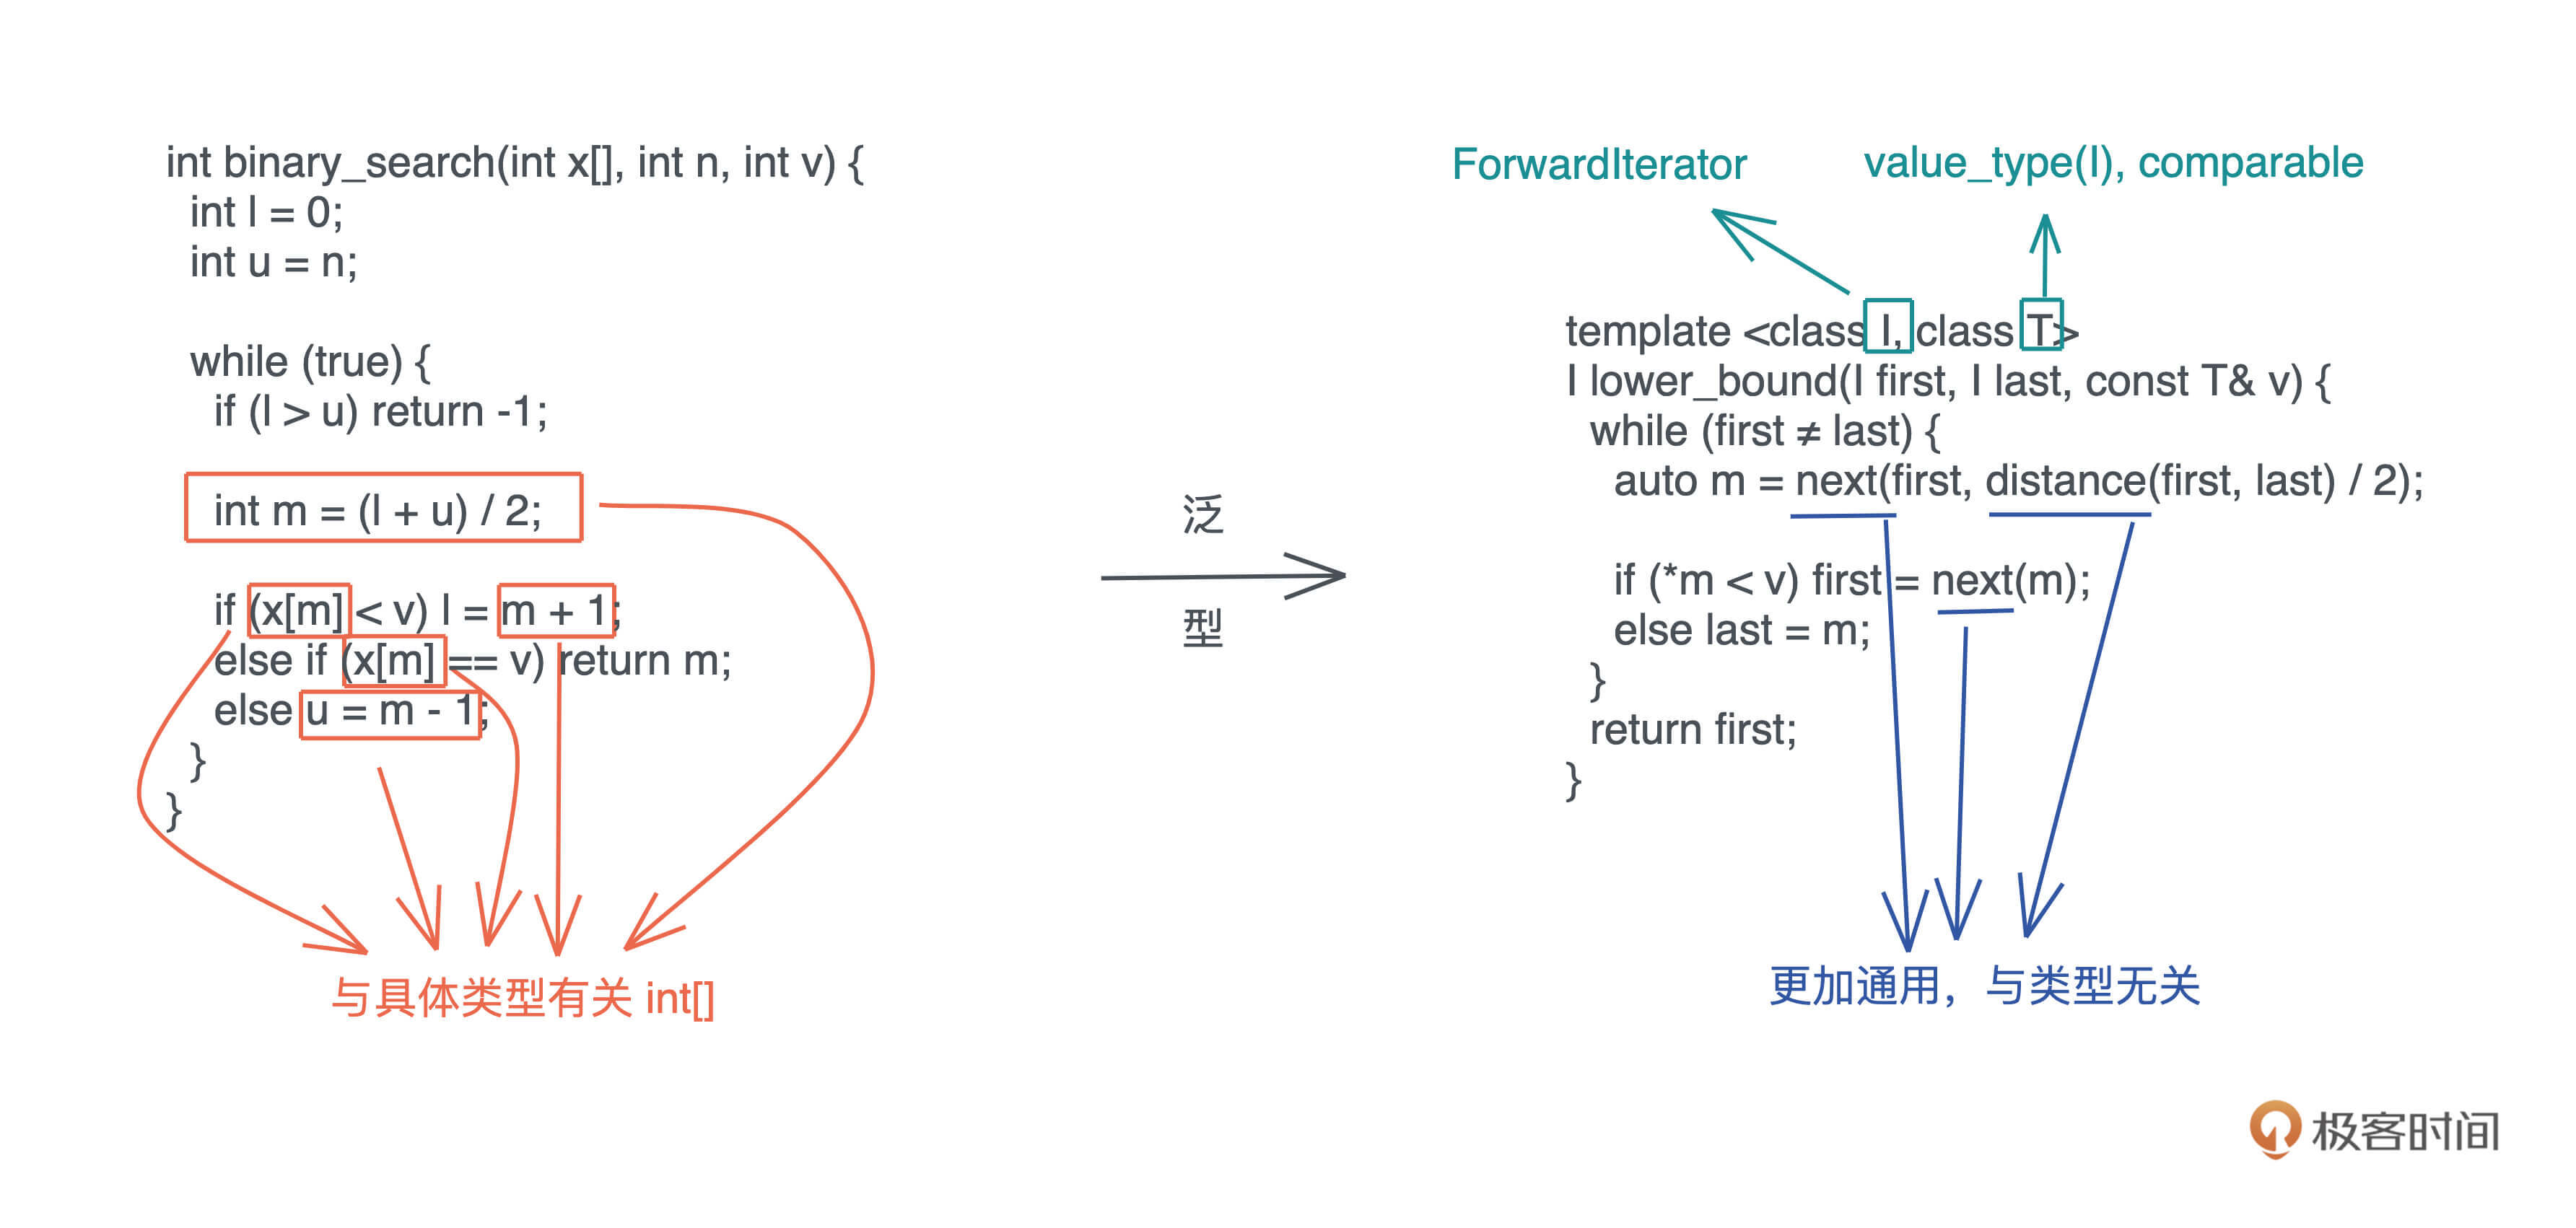 int binary_search(int x[], int n, int v) {
int l = 0;
int u = n;
while (true) {
if (l > u) return -1;
int m = (l + u) / 2;
if (x[m] < v) l = m + 1;
else if (x[m] == v) return m;
else u = m - 1;
}
}
与具体类型有关 int[]
泛
型
ForwardIterator
value_type(I), comparable
template <class I, class T>
I lower_bound(I first, I last, const T& v) {
while (first ≠ last) {
auto m = next(first, distance(first, last) / 2);
if (*m < v) first = next(m);
else last = m;
}
return first;
}
更加通用，与类型无关
极客时间